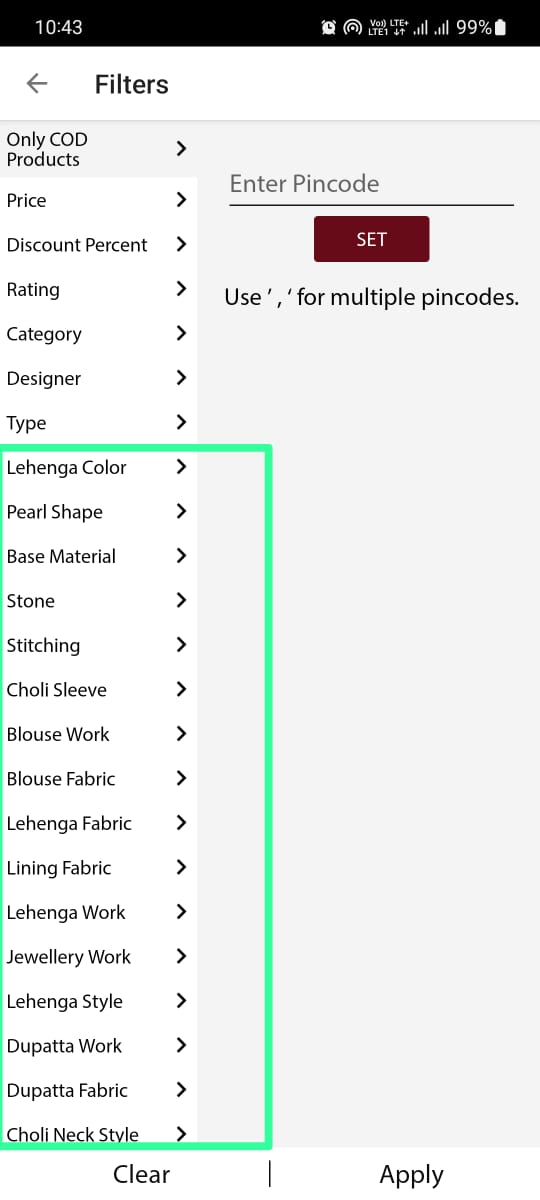 10:43
Vo)) LTE+
LTE1
99%
Filters
Only COD
Products
Price
Discount Percent
Rating
Category
Designer
Type
Lehenga Color
Pearl Shape
Base Material
Stone
Stitching
Choli Sleeve
Blouse Work
Blouse Fabric
Lehenga Fabric
Lining Fabric
Lehenga Work
Jewellery Work
Lehenga Style
Dupatta Work
Dupatta Fabric
Choli Neck Style
Enter Pincode
SET
Use ’ , ‘ for multiple pincodes.
Clear
Apply